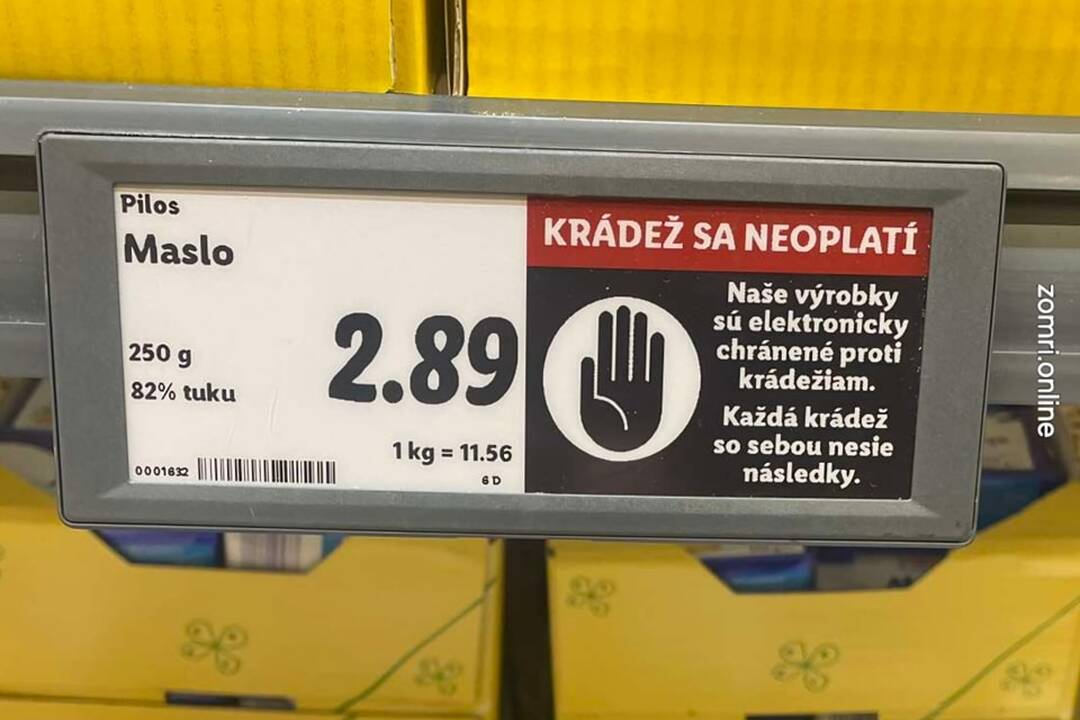 Pilos
Maslo
250 g
82% tuku
2.89
1 kg = 11.56
0001632
6 D
KRÁDEŽ SA NEOPLATÍ
Naše výrobky
sú elektronicky
chránené proti
krádežiam.
Každá krádež
so sebou nesie
následky.
zomri.online